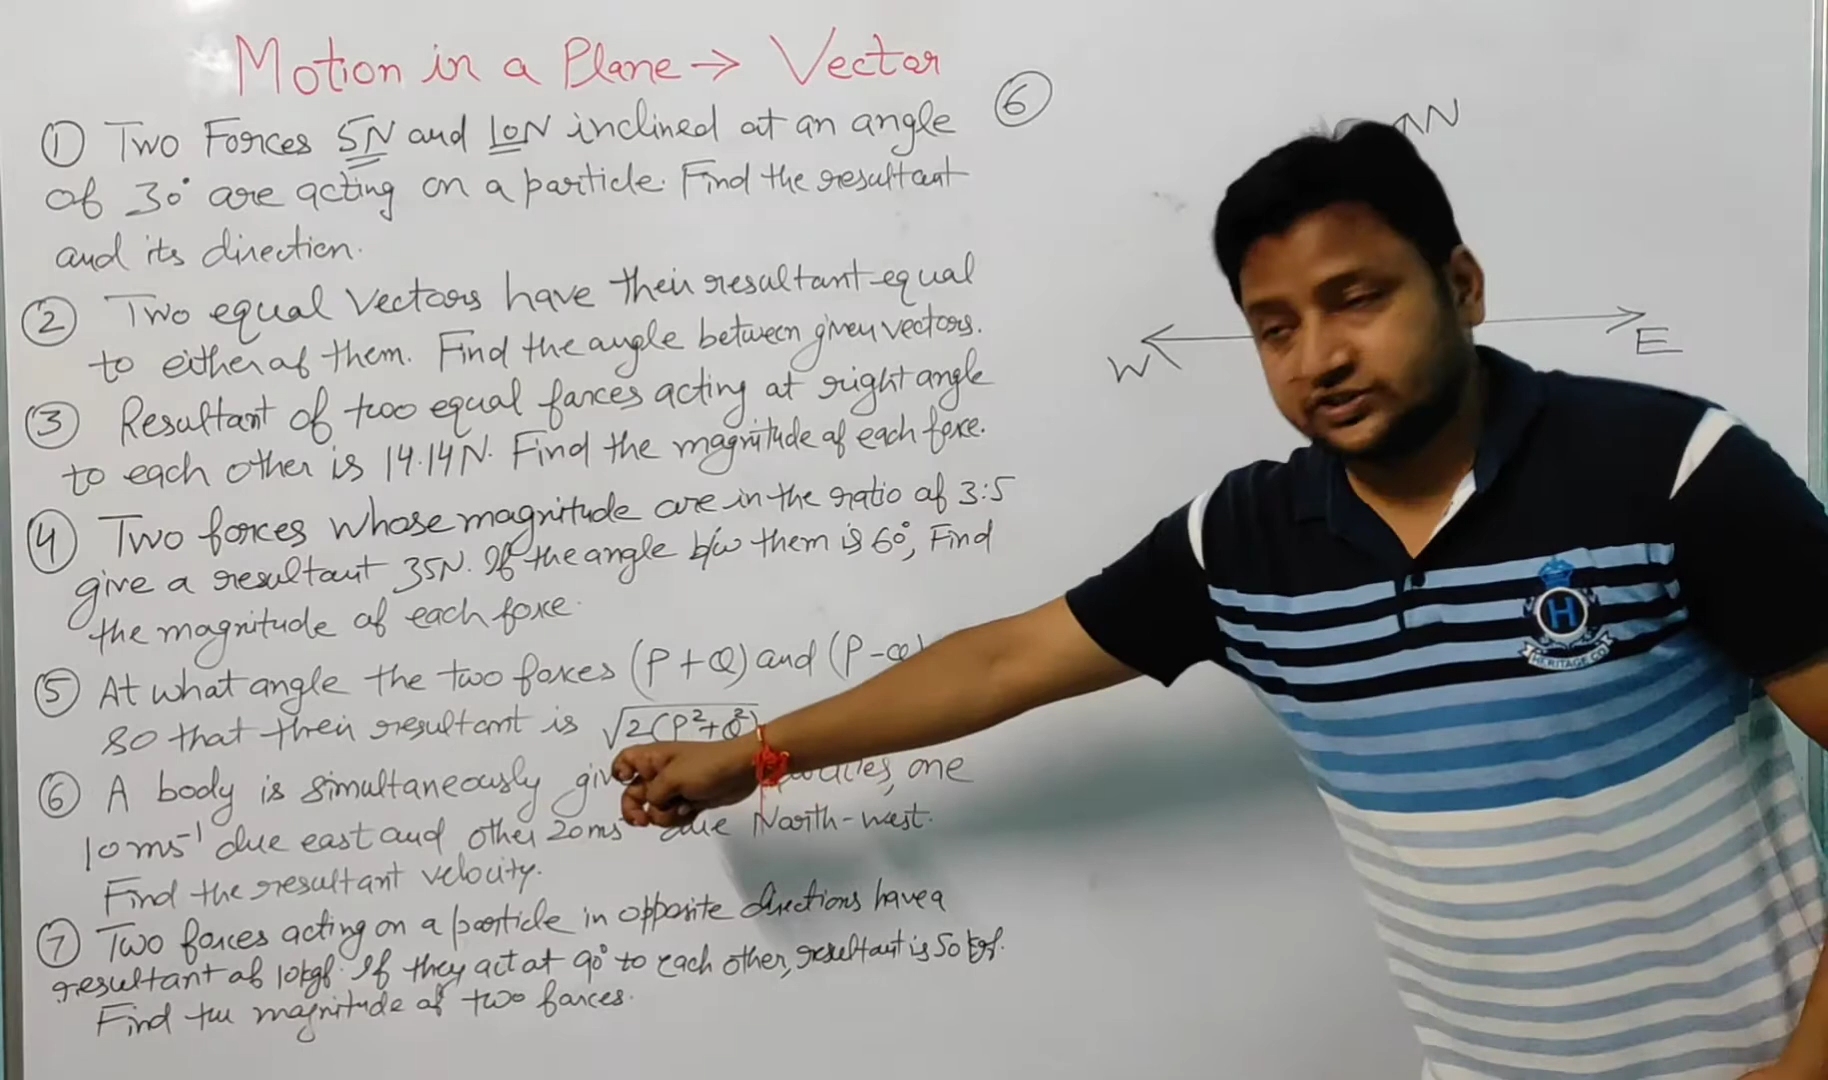 Motion in a Plane → Vector
① Two Forces 5N and 10N inclined at an angle
of 30° are acting on a particle. Find the resultant
and its direction.
② Two equal Vectors have their resultant equal
to either of them. Find the angle between given vectors.
③ Resultant of two equal forces acting at right angle
to each other is 14.14N. Find the magnitude of each force.
④ Two forces whose magnitude are in the ratio of 3:5
give a resultant 35N. If the angle b/w them is 60°, Find
the magnitude of each force.
⑤ At what angle the two forces (P+Q) and (P-Q)
so that their resultant is √2(P²+Q²)
⑥ A body is simultaneously one
10ms⁻¹ due east and other 20ms due North-west.
Find the resultant velocity.
⑦ Two forces acting on a particle in opposite directions have a
resultant of 10kgf. If they act at 90° to each other, resultant is 50 kgf.
Find the magnitude of two forces.
⑥
N
W
E
H
HERITAGE CO